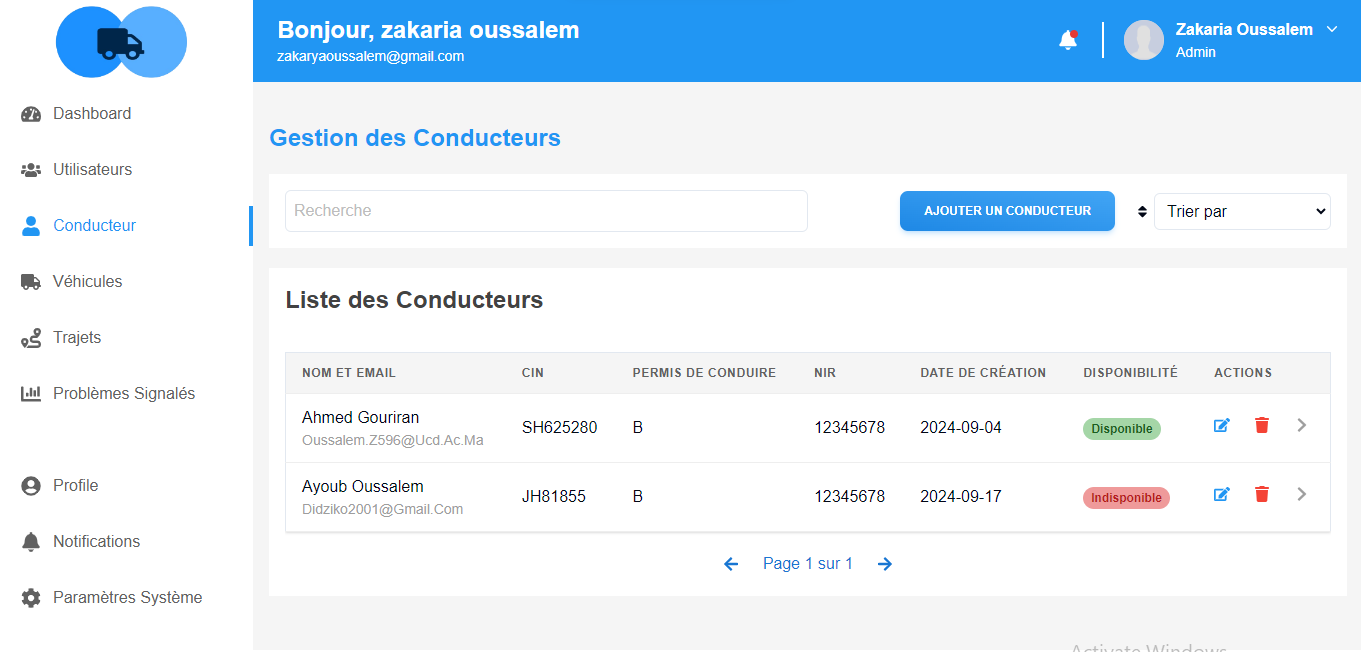 Bonjour, zakaria oussalem
zakaryaoussalem@gmail.com
Zakaria Oussalem
Admin
Dashboard
Utilisateurs
Conducteur
Véhicules
Trajets
Problèmes Signalés
Profile
Notifications
Paramètres Système
Gestion des Conducteurs
Recherche
AJOUTER UN CONDUCTEUR
Trier par
Liste des Conducteurs
NOM ET EMAIL CIN PERMIS DE CONDUIRE NIR DATE DE CRÉATION DISPONIBILITÉ ACTIONS
Ahmed Gouriran
Oussalem.Z596@Ucd.Ac.Ma
SH625280 B 12345678 2024-09-04 Disponible
Ayoub Oussalem
Didziko2001@Gmail.Com
JH81855 B 12345678 2024-09-17 Indisponible
Page 1 sur 1
Activate Windows